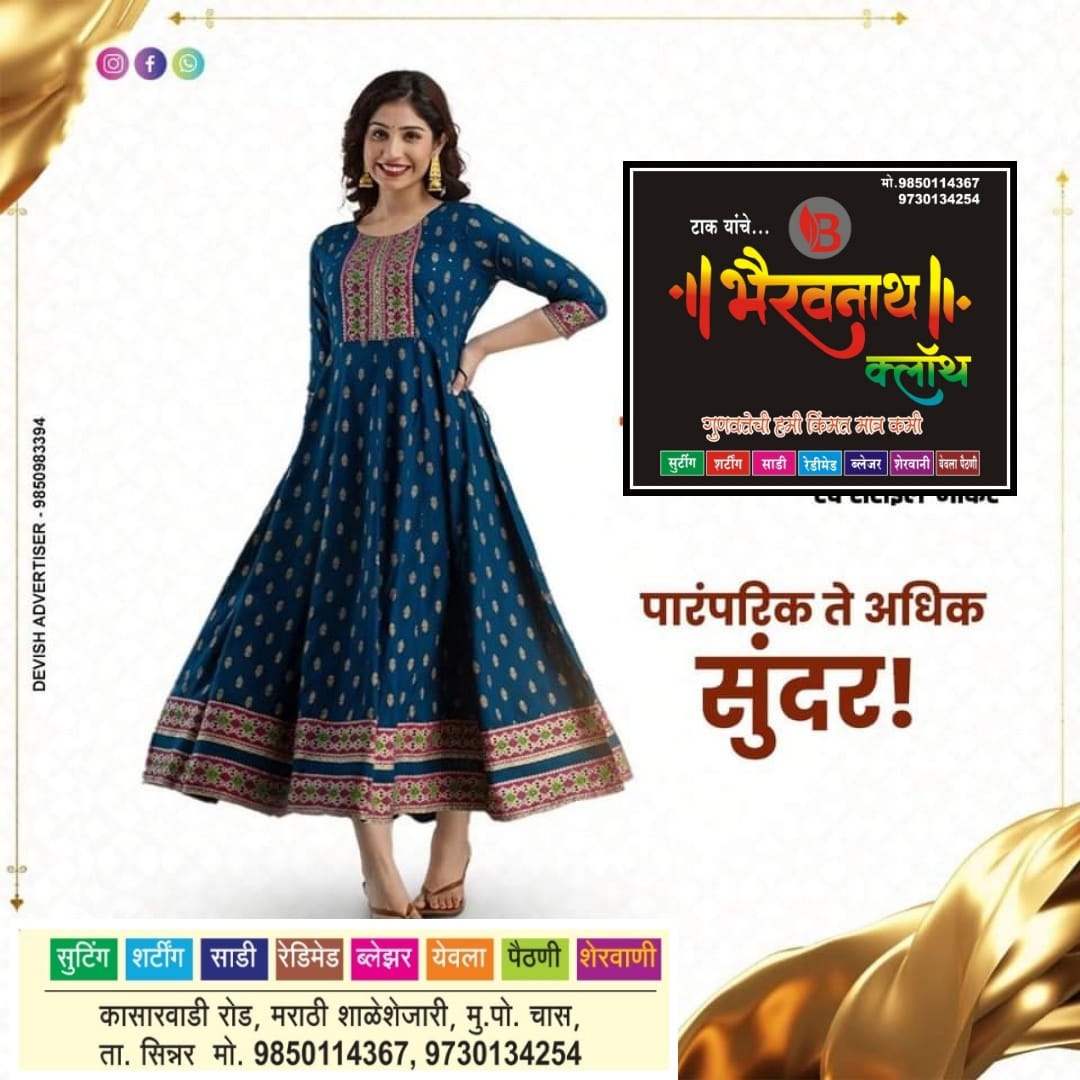 मो.9850114367
9730134254
टाक यांचे...
B
भैरवनाथ
क्लॉथ
गुणवत्तेची हमी किंमत मात्र कमी
सुर्टींग शर्टींग साडी रेडीमेड ब्लेजर शेरवानी येवला पैठणी
पारंपरिक ते अधिक
सुंदर!
DEVISH ADVERTISER - 9850983394
सुटिंग शर्टींग साडी रेडिमेड ब्लेझर येवला पैठणी शेरवाणी
कासारवाडी रोड, मराठी शाळेशेजारी, मु.पो. चास,
ता. सिन्नर मो. 9850114367, 9730134254